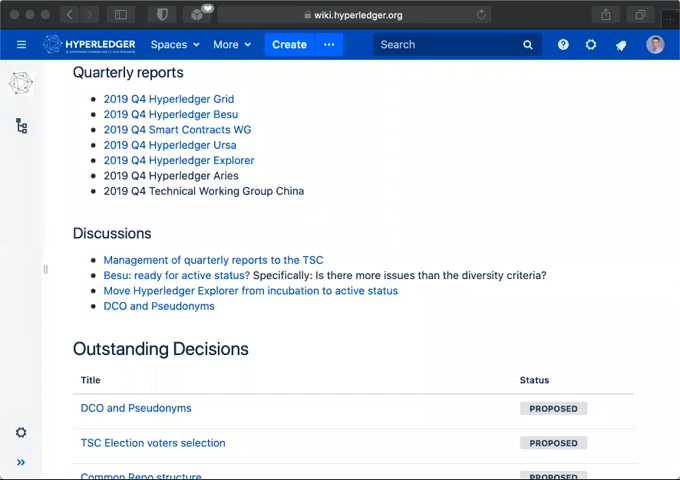 wiki.hyperledger.org
HYPERLEDGER
Spaces
More
Create
Search
Quarterly reports
2019 Q4 Hyperledger Grid
2019 Q4 Hyperledger Besu
2019 Q4 Smart Contracts WG
2019 Q4 Hyperledger Ursa
2019 Q4 Hyperledger Explorer
2019 Q4 Hyperledger Aries
2019 Q4 Technical Working Group China
Discussions
Management of quarterly reports to the TSC
Besu: ready for active status? Specifically: Is there more issues than the diversity criteria?
Move Hyperledger Explorer from incubation to active status
DCO and Pseudonyms
Outstanding Decisions
Title Status
DCO and Pseudonyms PROPOSED
TSC Election voters selection PROPOSED
Common Repo structure PROPOSED